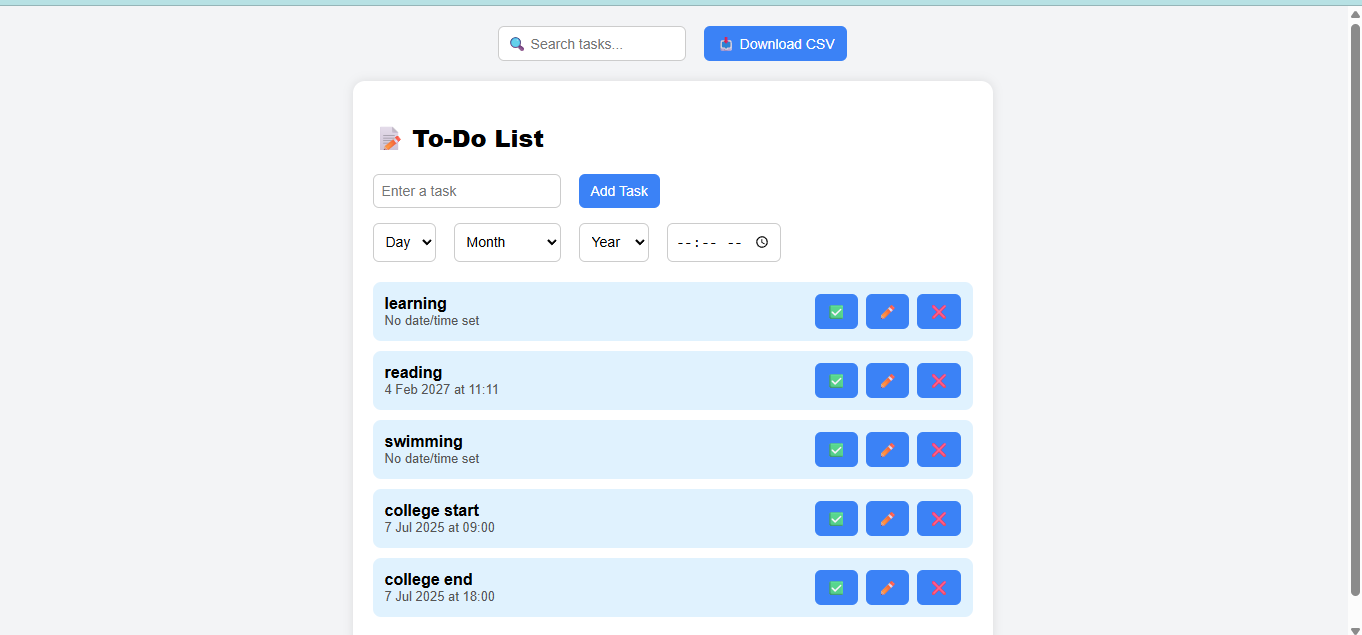 🔍 Search tasks...
📤 Download CSV
📝 To-Do List
Enter a task
Add Task
Day Month Year --:-- --
learning
No date/time set
reading
4 Feb 2027 at 11:11
swimming
No date/time set
college start
7 Jul 2025 at 09:00
college end
7 Jul 2025 at 18:00